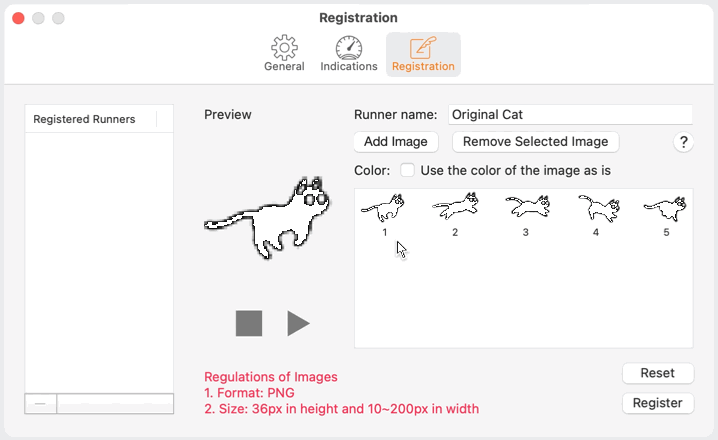 Registration
General
Indications
Registration
Registered Runners
Preview
Runner name: Original Cat
Add Image
Remove Selected Image
?
Color: Use the color of the image as is
1
2
3
4
5
Regulations of Images
1. Format: PNG
2. Size: 36px in height and 10~200px in width
Reset
Register